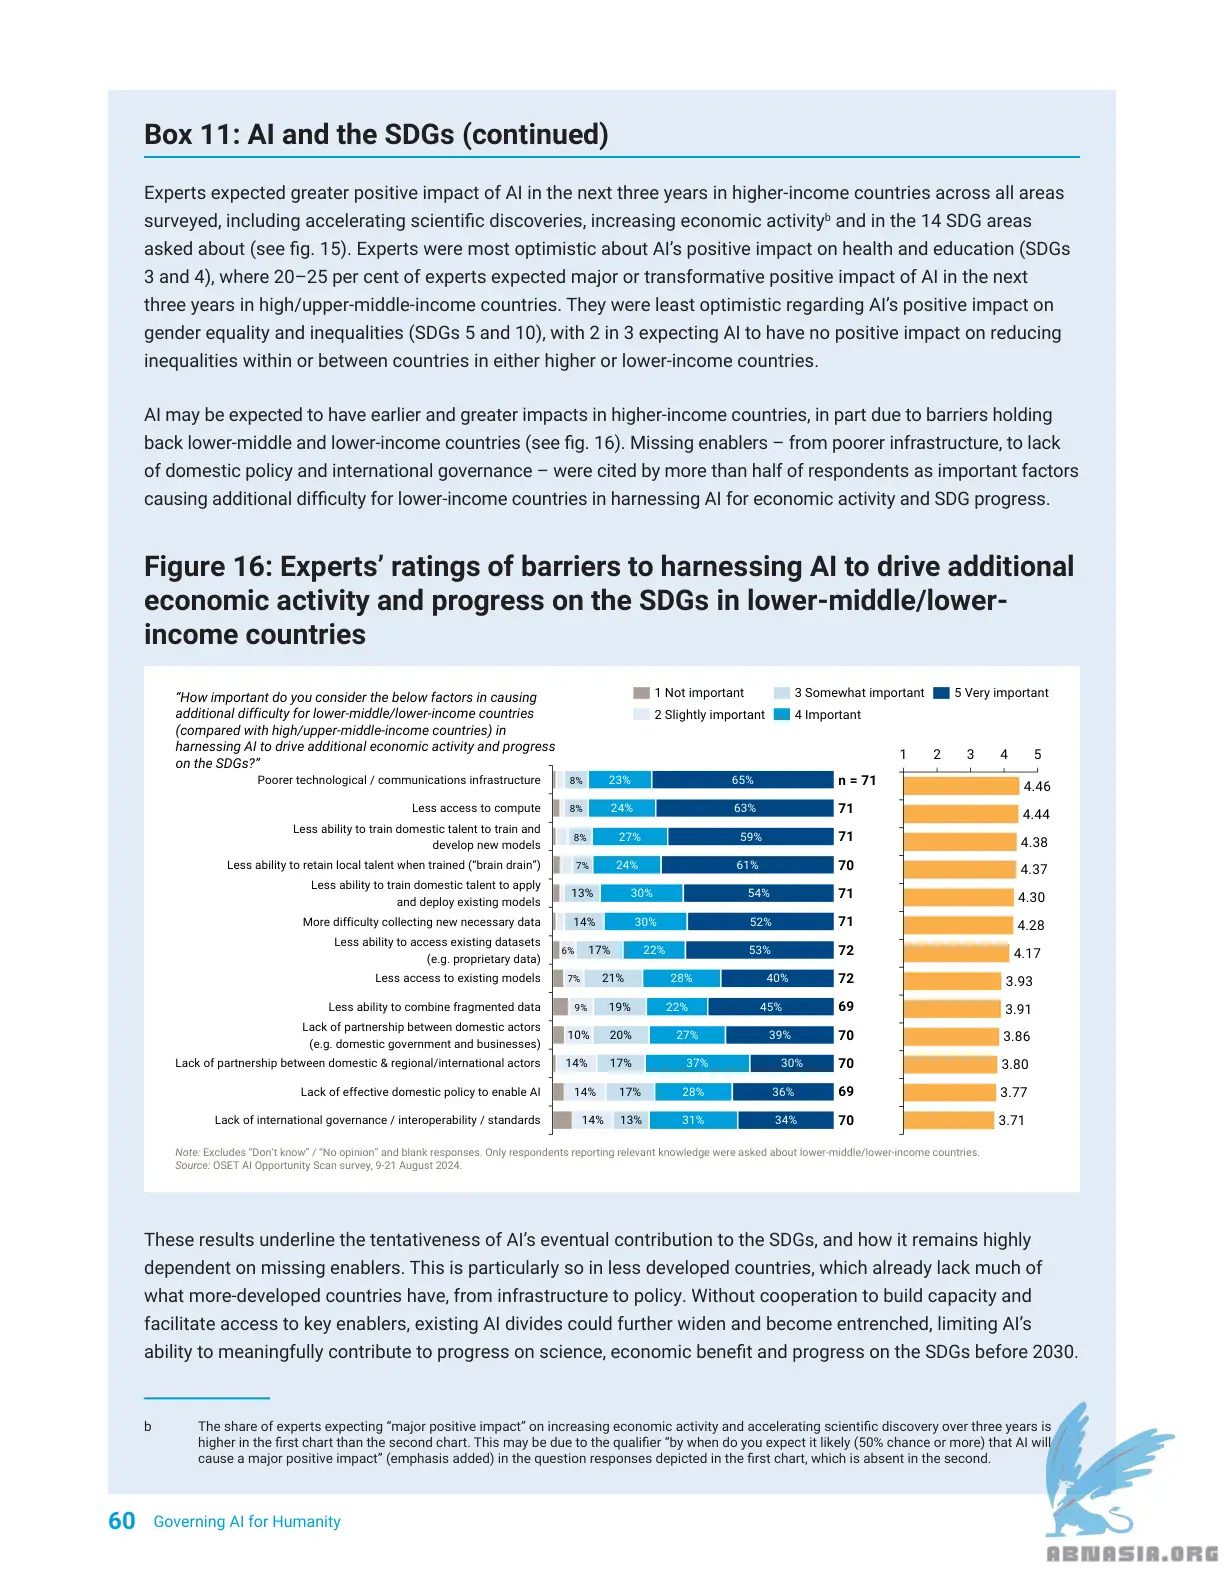 Box 11: AI and the SDGs (continued)
Experts expected greater positive impact of AI in the next three years in higher-income countries across all areas
surveyed, including accelerating scientific discoveries, increasing economic activityᵇ and in the 14 SDG areas
asked about (see fig. 15). Experts were most optimistic about AI’s positive impact on health and education (SDGs
3 and 4), where 20–25 per cent of experts expected major or transformative positive impact of AI in the next
three years in high/upper-middle-income countries. They were least optimistic regarding AI’s positive impact on
gender equality and inequalities (SDGs 5 and 10), with 2 in 3 expecting AI to have no positive impact on reducing
inequalities within or between countries in either higher or lower-income countries.
AI may be expected to have earlier and greater impacts in higher-income countries, in part due to barriers holding
back lower-middle and lower-income countries (see fig. 16). Missing enablers – from poorer infrastructure, to lack
of domestic policy and international governance – were cited by more than half of respondents as important factors
causing additional difficulty for lower-income countries in harnessing AI for economic activity and SDG progress.
Figure 16: Experts’ ratings of barriers to harnessing AI to drive additional
economic activity and progress on the SDGs in lower-middle/lower-
income countries
“How important do you consider the below factors in causing
additional difficulty for lower-middle/lower-income countries
(compared with high/upper-middle-income countries) in
harnessing AI to drive additional economic activity and progress
on the SDGs?”
1 Not important 3 Somewhat important 5 Very important
2 Slightly important 4 Important
1 2 3 4 5
Poorer technological / communications infrastructure 8% 23% 65% n = 71 4.46
Less access to compute 8% 24% 63% 71 4.44
Less ability to train domestic talent to train and
develop new models 8% 27% 59% 71 4.38
Less ability to retain local talent when trained (“brain drain”) 7% 24% 61% 70 4.37
Less ability to train domestic talent to apply
and deploy existing models 13% 30% 54% 71 4.30
More difficulty collecting new necessary data 14% 30% 52% 71 4.28
Less ability to access existing datasets
(e.g. proprietary data) 6% 17% 22% 53% 72 4.17
Less access to existing models 7% 21% 28% 40% 72 3.93
Less ability to combine fragmented data 9% 19% 22% 45% 69 3.91
Lack of partnership between domestic actors
(e.g. domestic government and businesses) 10% 20% 27% 39% 70 3.86
Lack of partnership between domestic & regional/international actors 14% 17% 37% 30% 70 3.80
Lack of effective domestic policy to enable AI 14% 17% 28% 36% 69 3.77
Lack of international governance / interoperability / standards 14% 13% 31% 34% 70 3.71
Note: Excludes “Don’t know” / “No opinion” and blank responses. Only respondents reporting relevant knowledge were asked about lower-middle/lower-income countries.
Source: OSET AI Opportunity Scan survey, 9-21 August 2024.
These results underline the tentativeness of AI’s eventual contribution to the SDGs, and how it remains highly
dependent on missing enablers. This is particularly so in less developed countries, which already lack much of
what more-developed countries have, from infrastructure to policy. Without cooperation to build capacity and
facilitate access to key enablers, existing AI divides could further widen and become entrenched, limiting AI’s
ability to meaningfully contribute to progress on science, economic benefit and progress on the SDGs before 2030.
b The share of experts expecting “major positive impact” on increasing economic activity and accelerating scientific discovery over three years is
higher in the first chart than the second chart. This may be due to the qualifier “by when do you expect it likely (50% chance or more) that AI will
cause a major positive impact” (emphasis added) in the question responses depicted in the first chart, which is absent in the second.
60 Governing AI for Humanity
ABNASIA.ORG